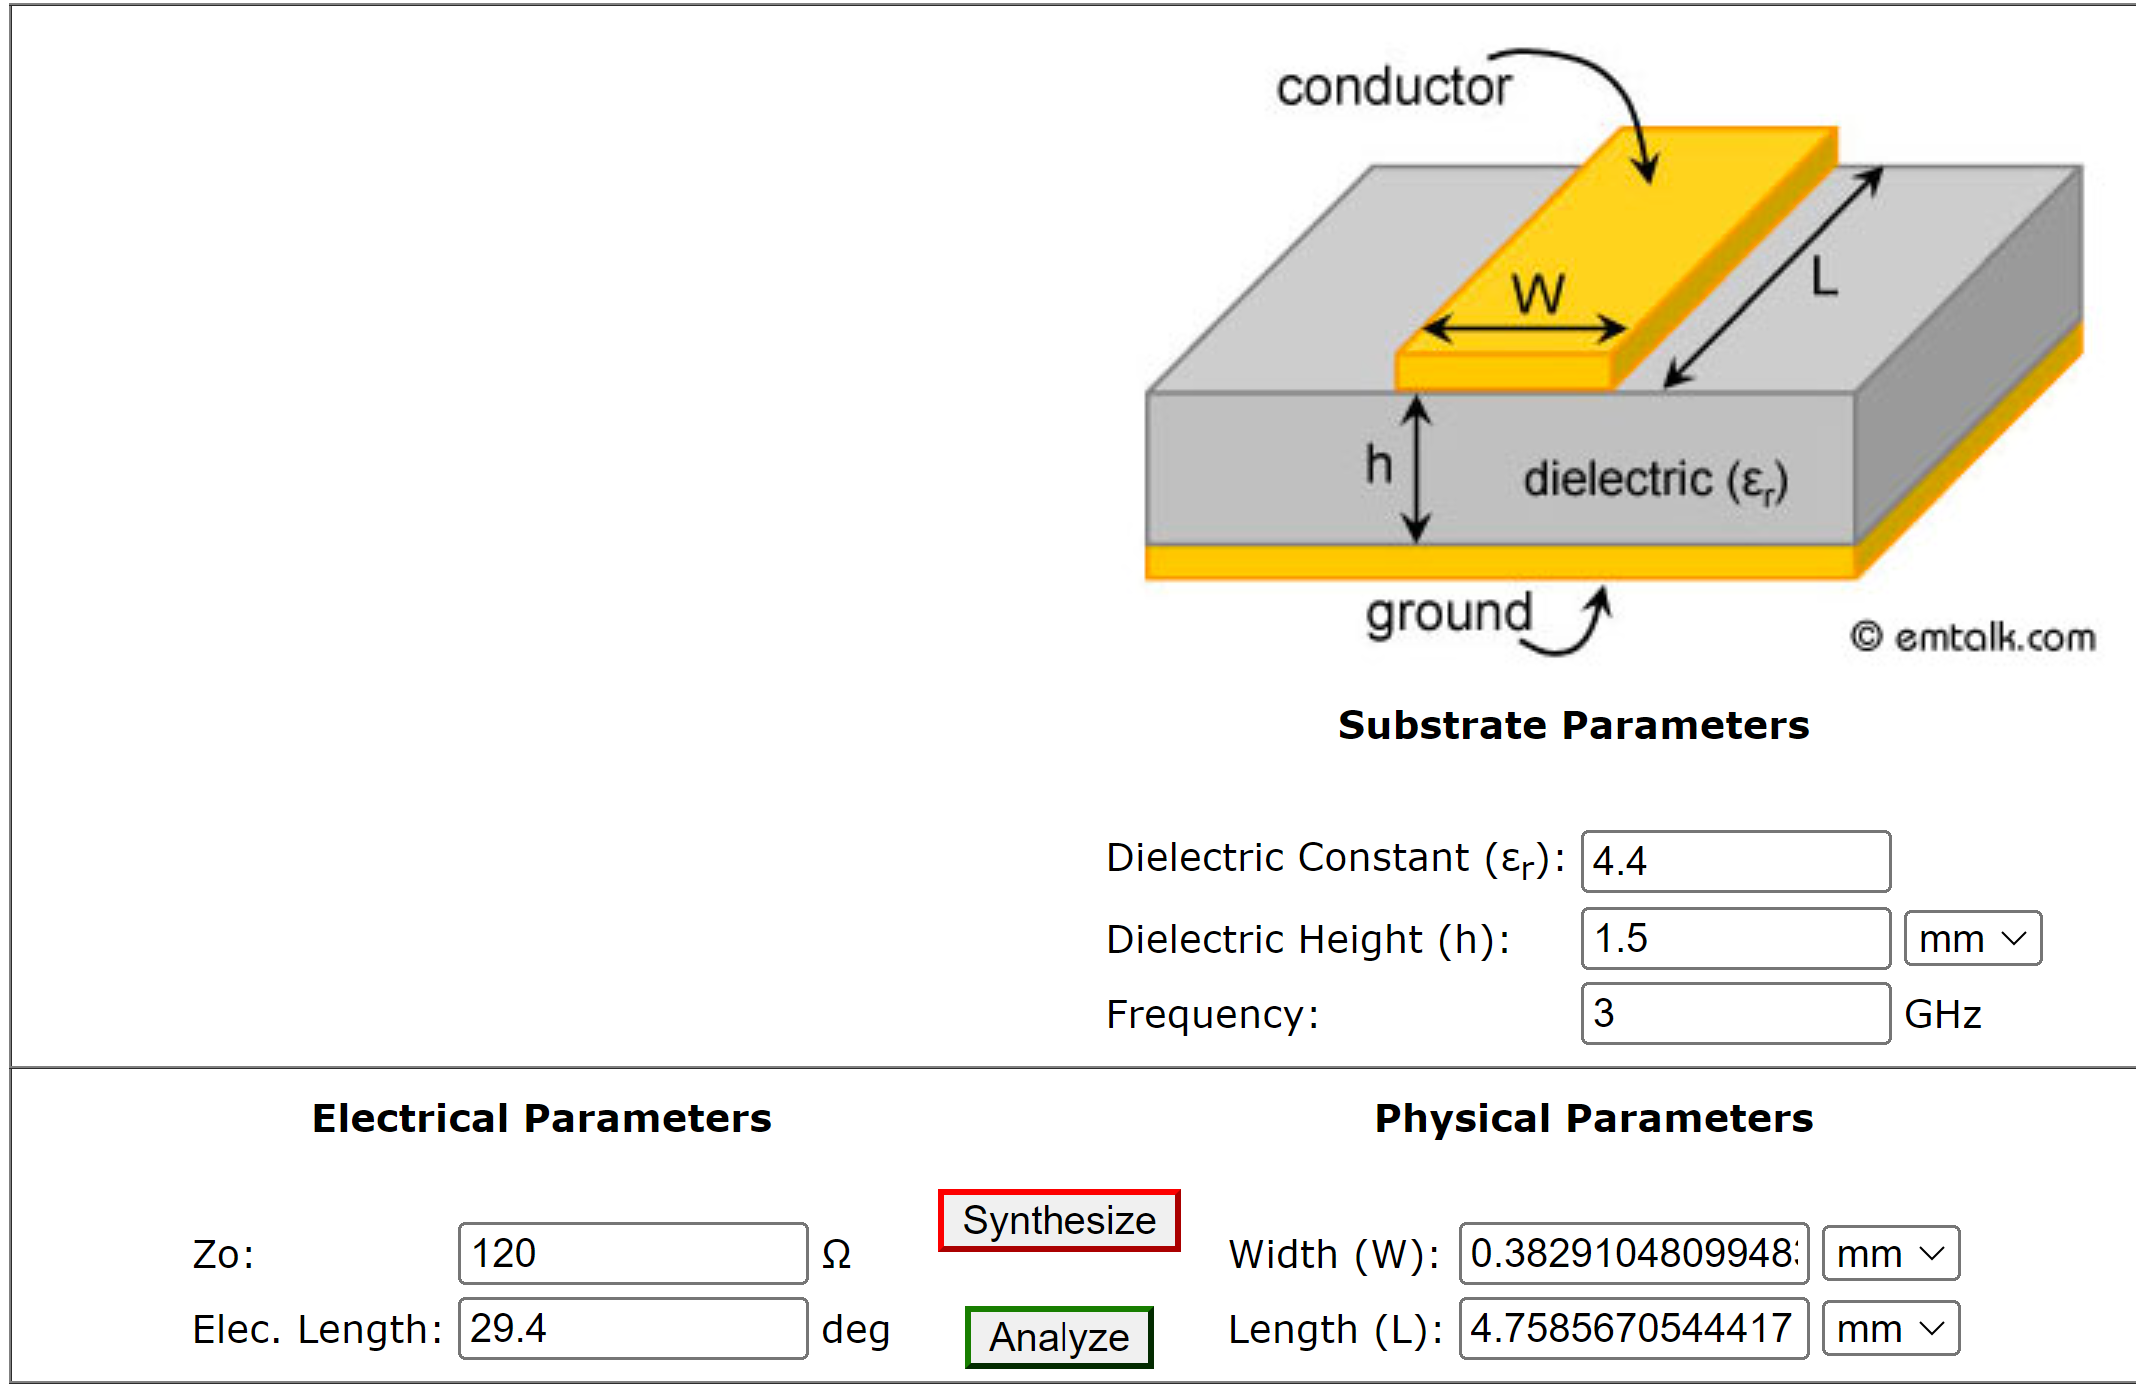 conductor
W
L
h
dielectric (εr)
ground
© emtalk.com
Substrate Parameters
Dielectric Constant (εr): 4.4
Dielectric Height (h): 1.5 mm
Frequency: 3 GHz
Electrical Parameters
Physical Parameters
Synthesize
Zo: 120 Ω
Width (W): 0.38291048099483 mm
Analyze
Elec. Length: 29.4 deg
Length (L): 4.7585670544417 mm